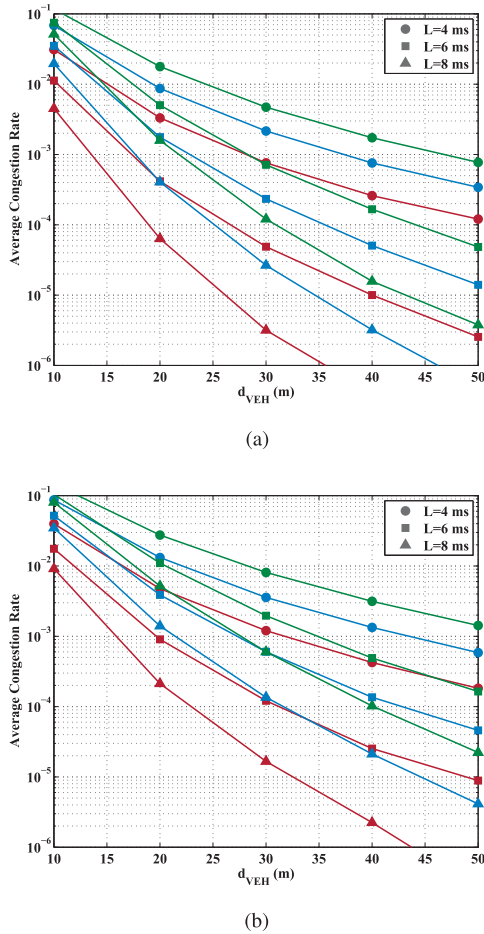 10⁻¹
10⁻²
10⁻³
10⁻⁴
10⁻⁵
10⁻⁶
Average Congestion Rate
L=4 ms
L=6 ms
L=8 ms
10 15 20 25 30 35 40 45 50
d_VEH (m)
(a)
10⁻¹
10⁻²
10⁻³
10⁻⁴
10⁻⁵
10⁻⁶
Average Congestion Rate
L=4 ms
L=6 ms
L=8 ms
10 15 20 25 30 35 40 45 50
d_VEH (m)
(b)